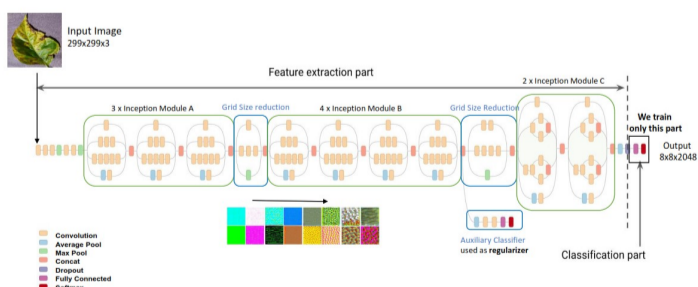 Input Image
299x299x3
Feature extraction part
2 x Inception Module C
3 x Inception Module A
Grid Size reduction
4 x Inception Module B
Grid Size Reduction
We train
only this part
Output
8x8x2048
Convolution
Average Pool
Max Pool
Concat
Dropout
Fully Connected
Auxiliary Classifier
used as regularizer
Classification part